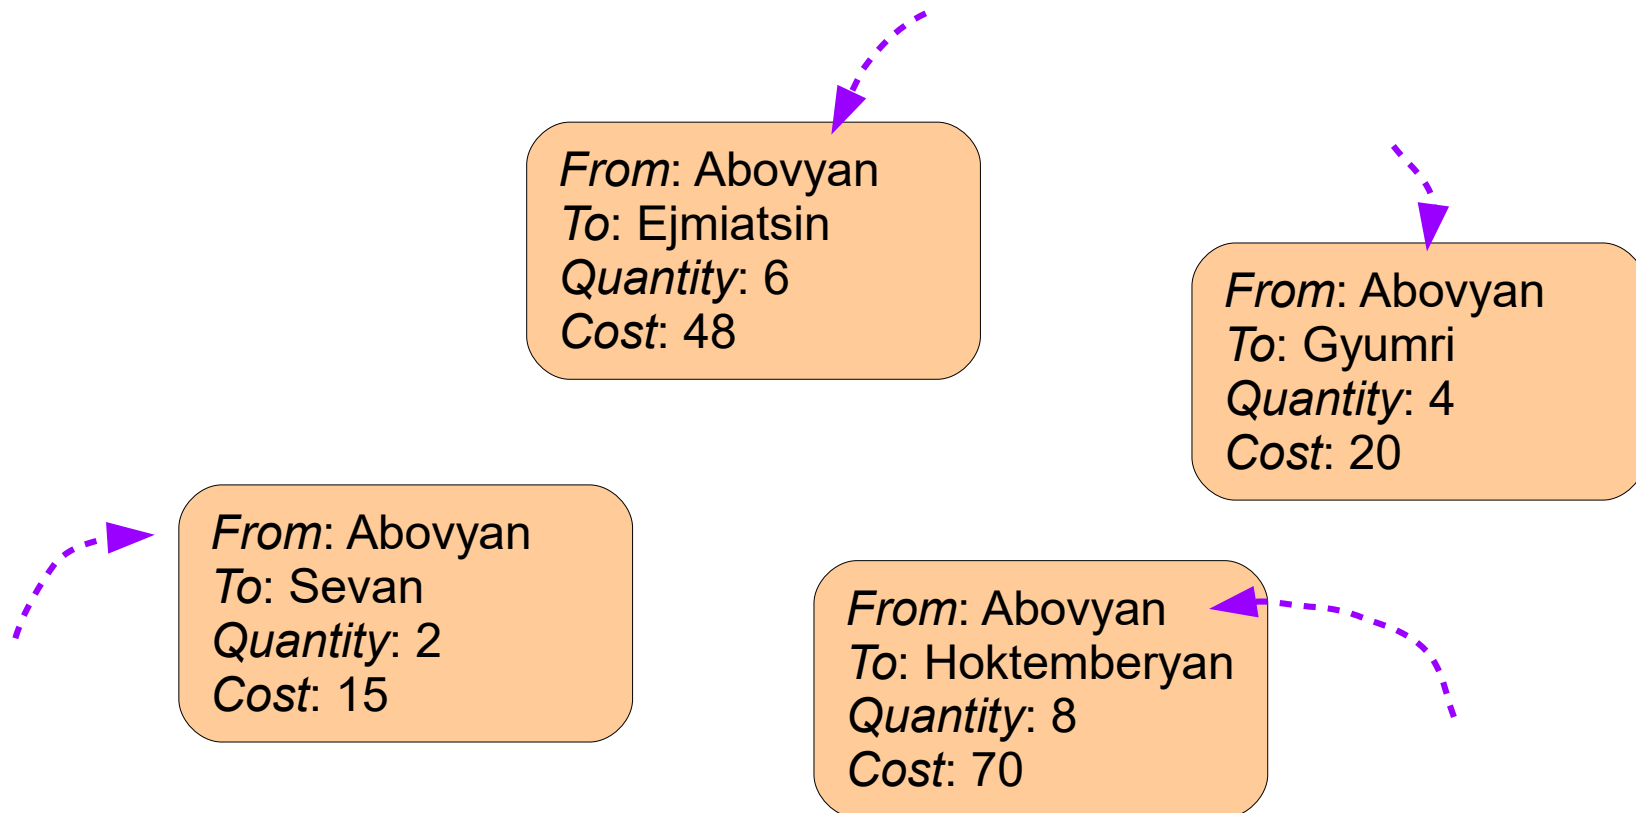 From: Abovyan
To: Ejmiatsin
Quantity: 6
Cost: 48
From: Abovyan
To: Gyumri
Quantity: 4
Cost: 20
From: Abovyan
To: Sevan
Quantity: 2
Cost: 15
From: Abovyan
To: Hoktemberyan
Quantity: 8
Cost: 70